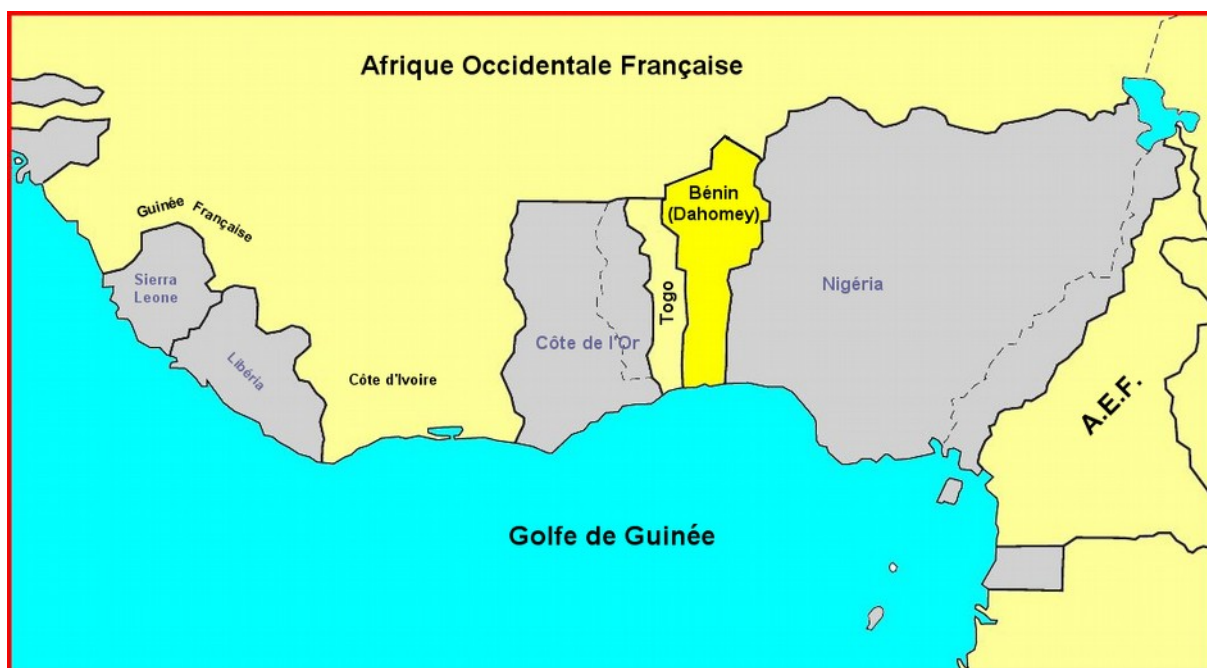 Afrique Occidentale Française
Guinée Française
Bénin
(Dahomey)
Sierra
Leone
Nigéria
Togo
Côte de l'Or
Libéria
Côte d'Ivoire
A.E.F.
Golfe de Guinée